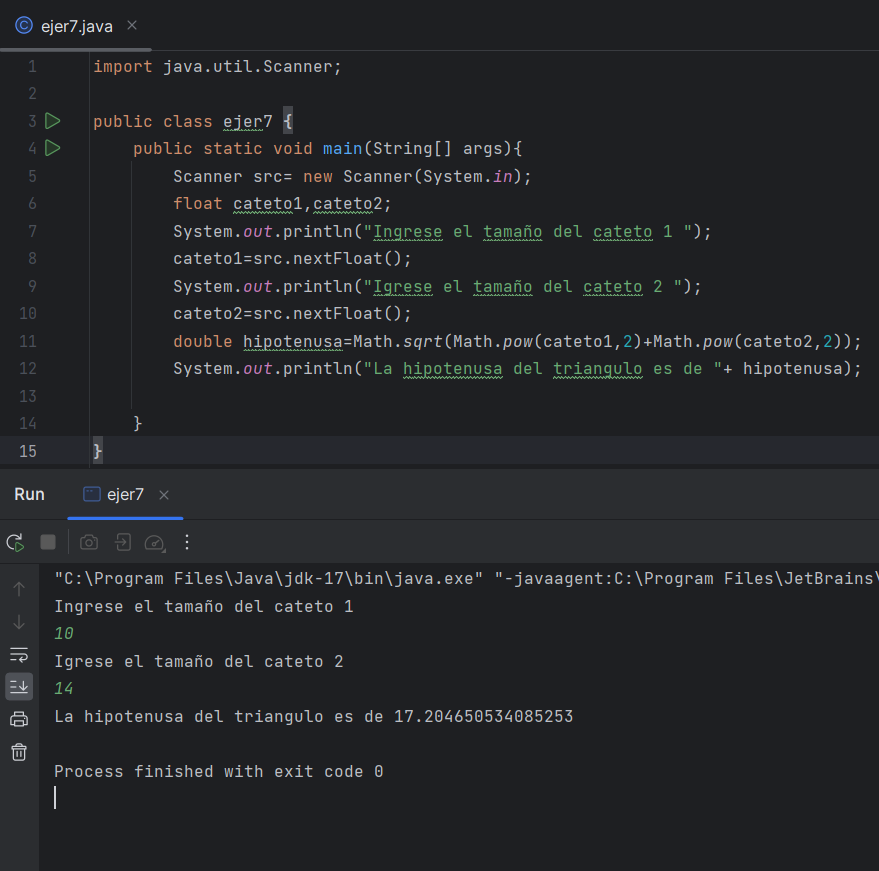 ejer7.java
1 import java.util.Scanner;
2
3 public class ejer7 {
4 public static void main(String[] args){
5 Scanner src= new Scanner(System.in);
6 float cateto1,cateto2;
7 System.out.println("Ingrese el tamaño del cateto 1 ");
8 cateto1=src.nextFloat();
9 System.out.println("Igrese el tamaño del cateto 2 ");
10 cateto2=src.nextFloat();
11 double hipotenusa=Math.sqrt(Math.pow(cateto1,2)+Math.pow(cateto2,2));
12 System.out.println("La hipotenusa del triangulo es de "+ hipotenusa);
13
14 }
15 }
Run ejer7
"C:\Program Files\Java\jdk-17\bin\java.exe" "-javaagent:C:\Program Files\JetBrains\
Ingrese el tamaño del cateto 1
10
Igrese el tamaño del cateto 2
14
La hipotenusa del triangulo es de 17.204650534085253
Process finished with exit code 0